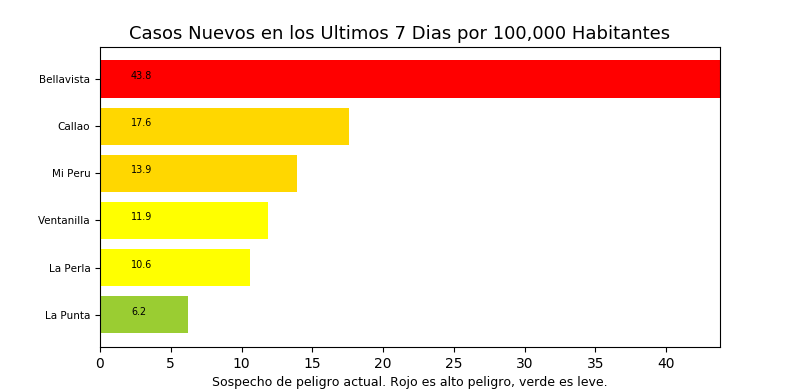 Casos Nuevos en los Ultimos 7 Dias por 100,000 Habitantes
Bellavista 43.8
Callao 17.6
Mi Peru 13.9
Ventanilla 11.9
La Perla 10.6
La Punta 6.2
0 5 10 15 20 25 30 35 40
Sospecho de peligro actual. Rojo es alto peligro, verde es leve.